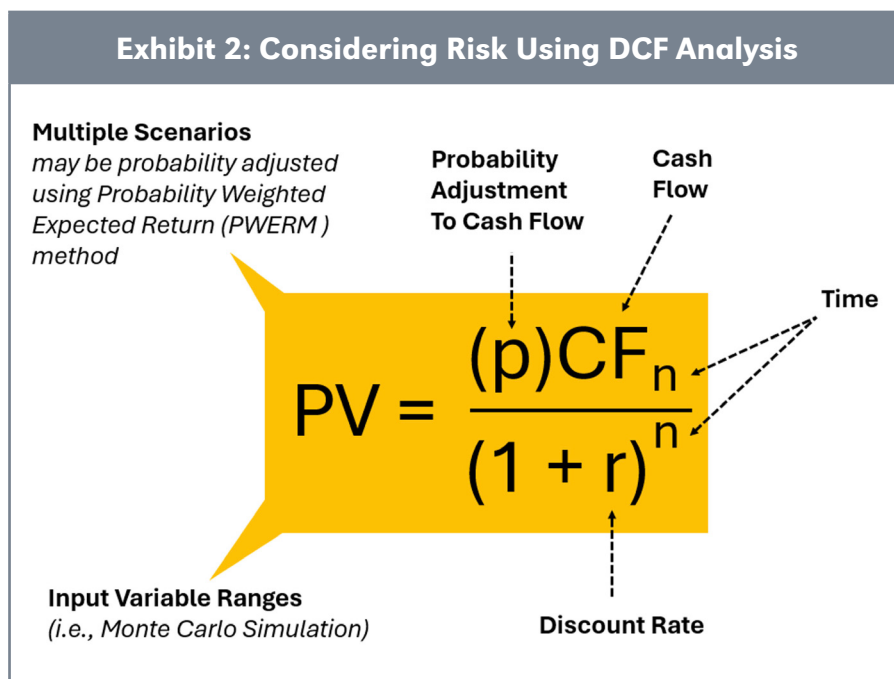 Exhibit 2: Considering Risk Using DCF Analysis
Multiple Scenarios
may be probability adjusted
using Probability Weighted
Expected Return (PWERM )
method
Probability
Adjustment
To Cash Flow
Cash
Flow
Time
PV = (p)CFₙ / (1 + r)ⁿ
Input Variable Ranges
(i.e., Monte Carlo Simulation)
Discount Rate